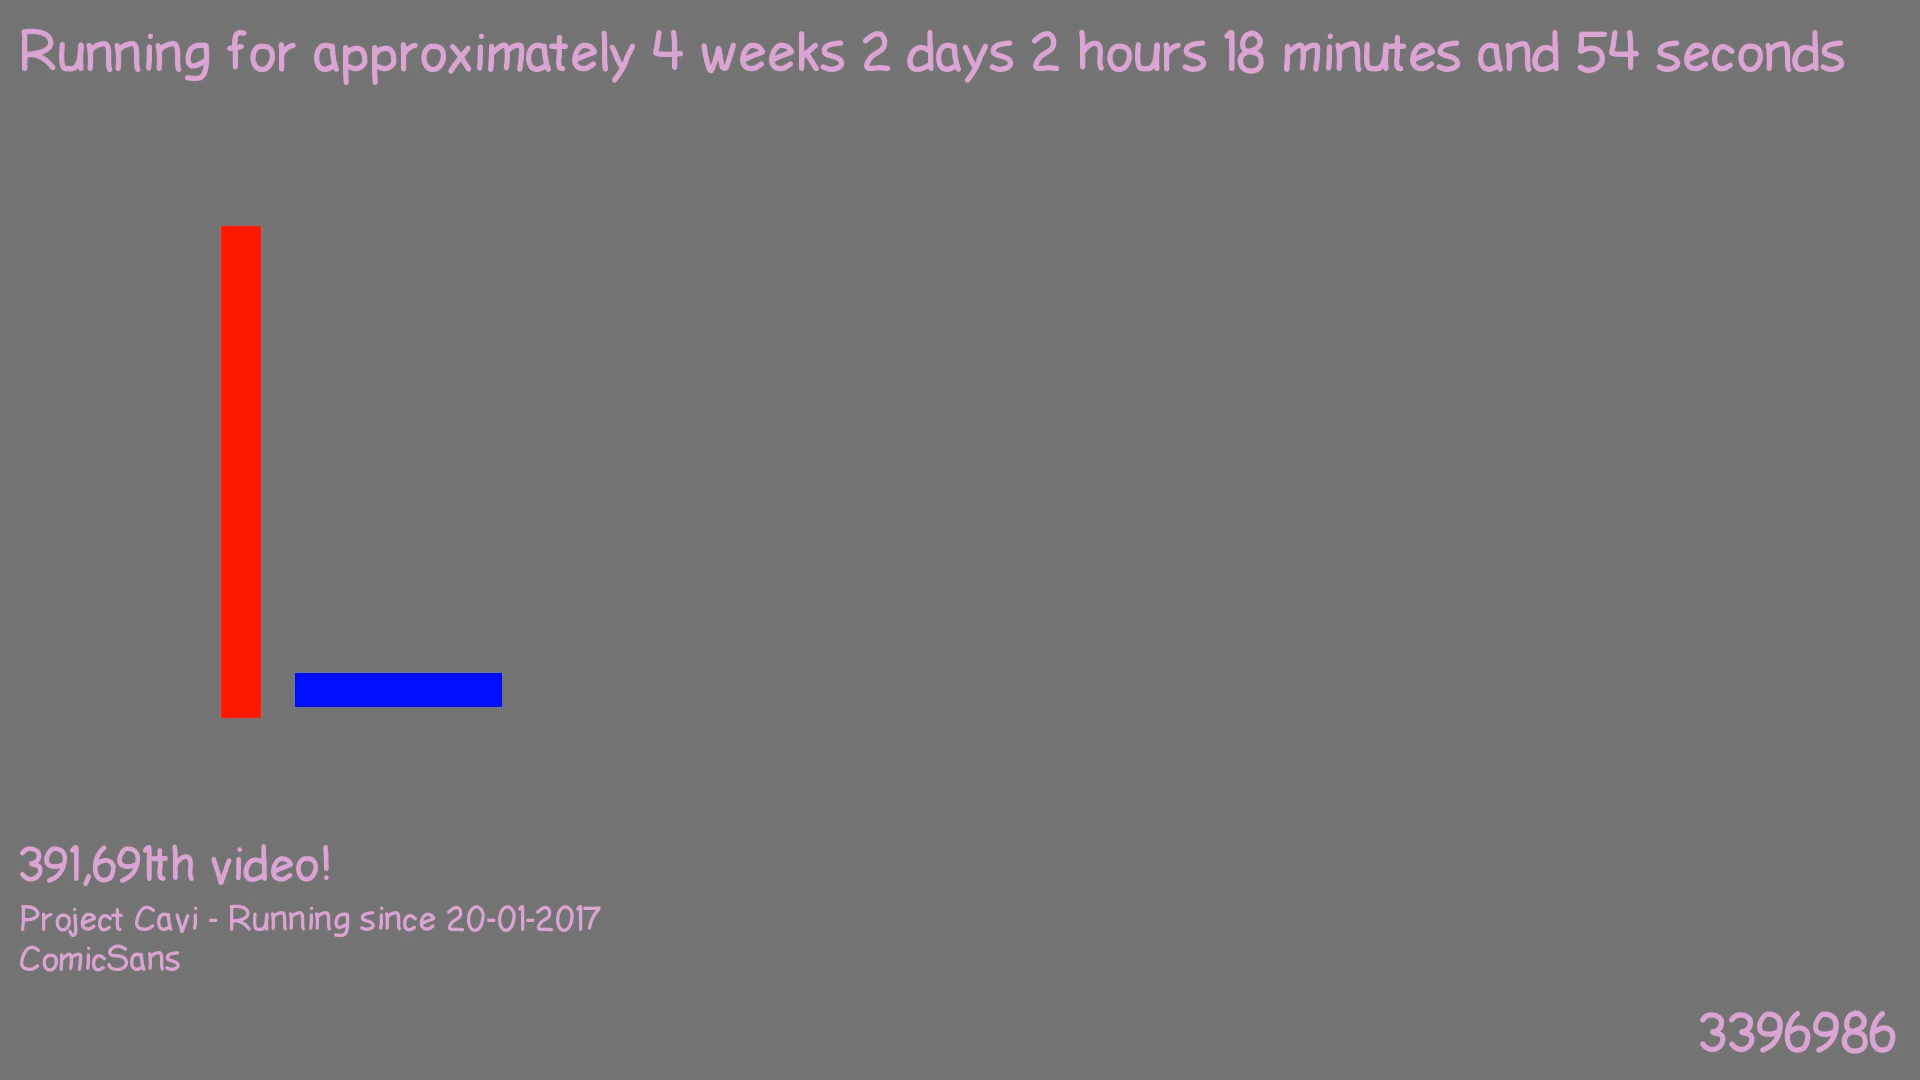 Running for approximately 4 weeks 2 days 2 hours 18 minutes and 54 seconds
391,691th video!
Project Cavi - Running since 20-01-2017
ComicSans
3396986